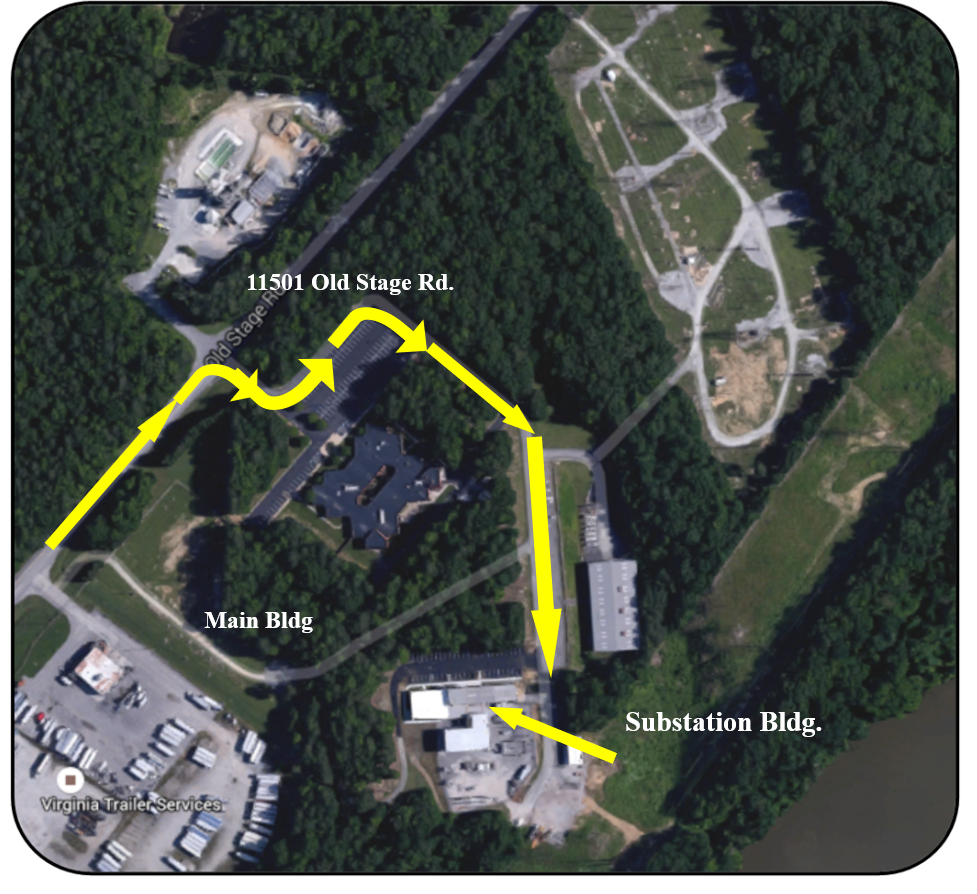 11501 Old Stage Rd.
Old Stage Rd
Main Bldg
Substation Bldg.
Virginia Trailer Services